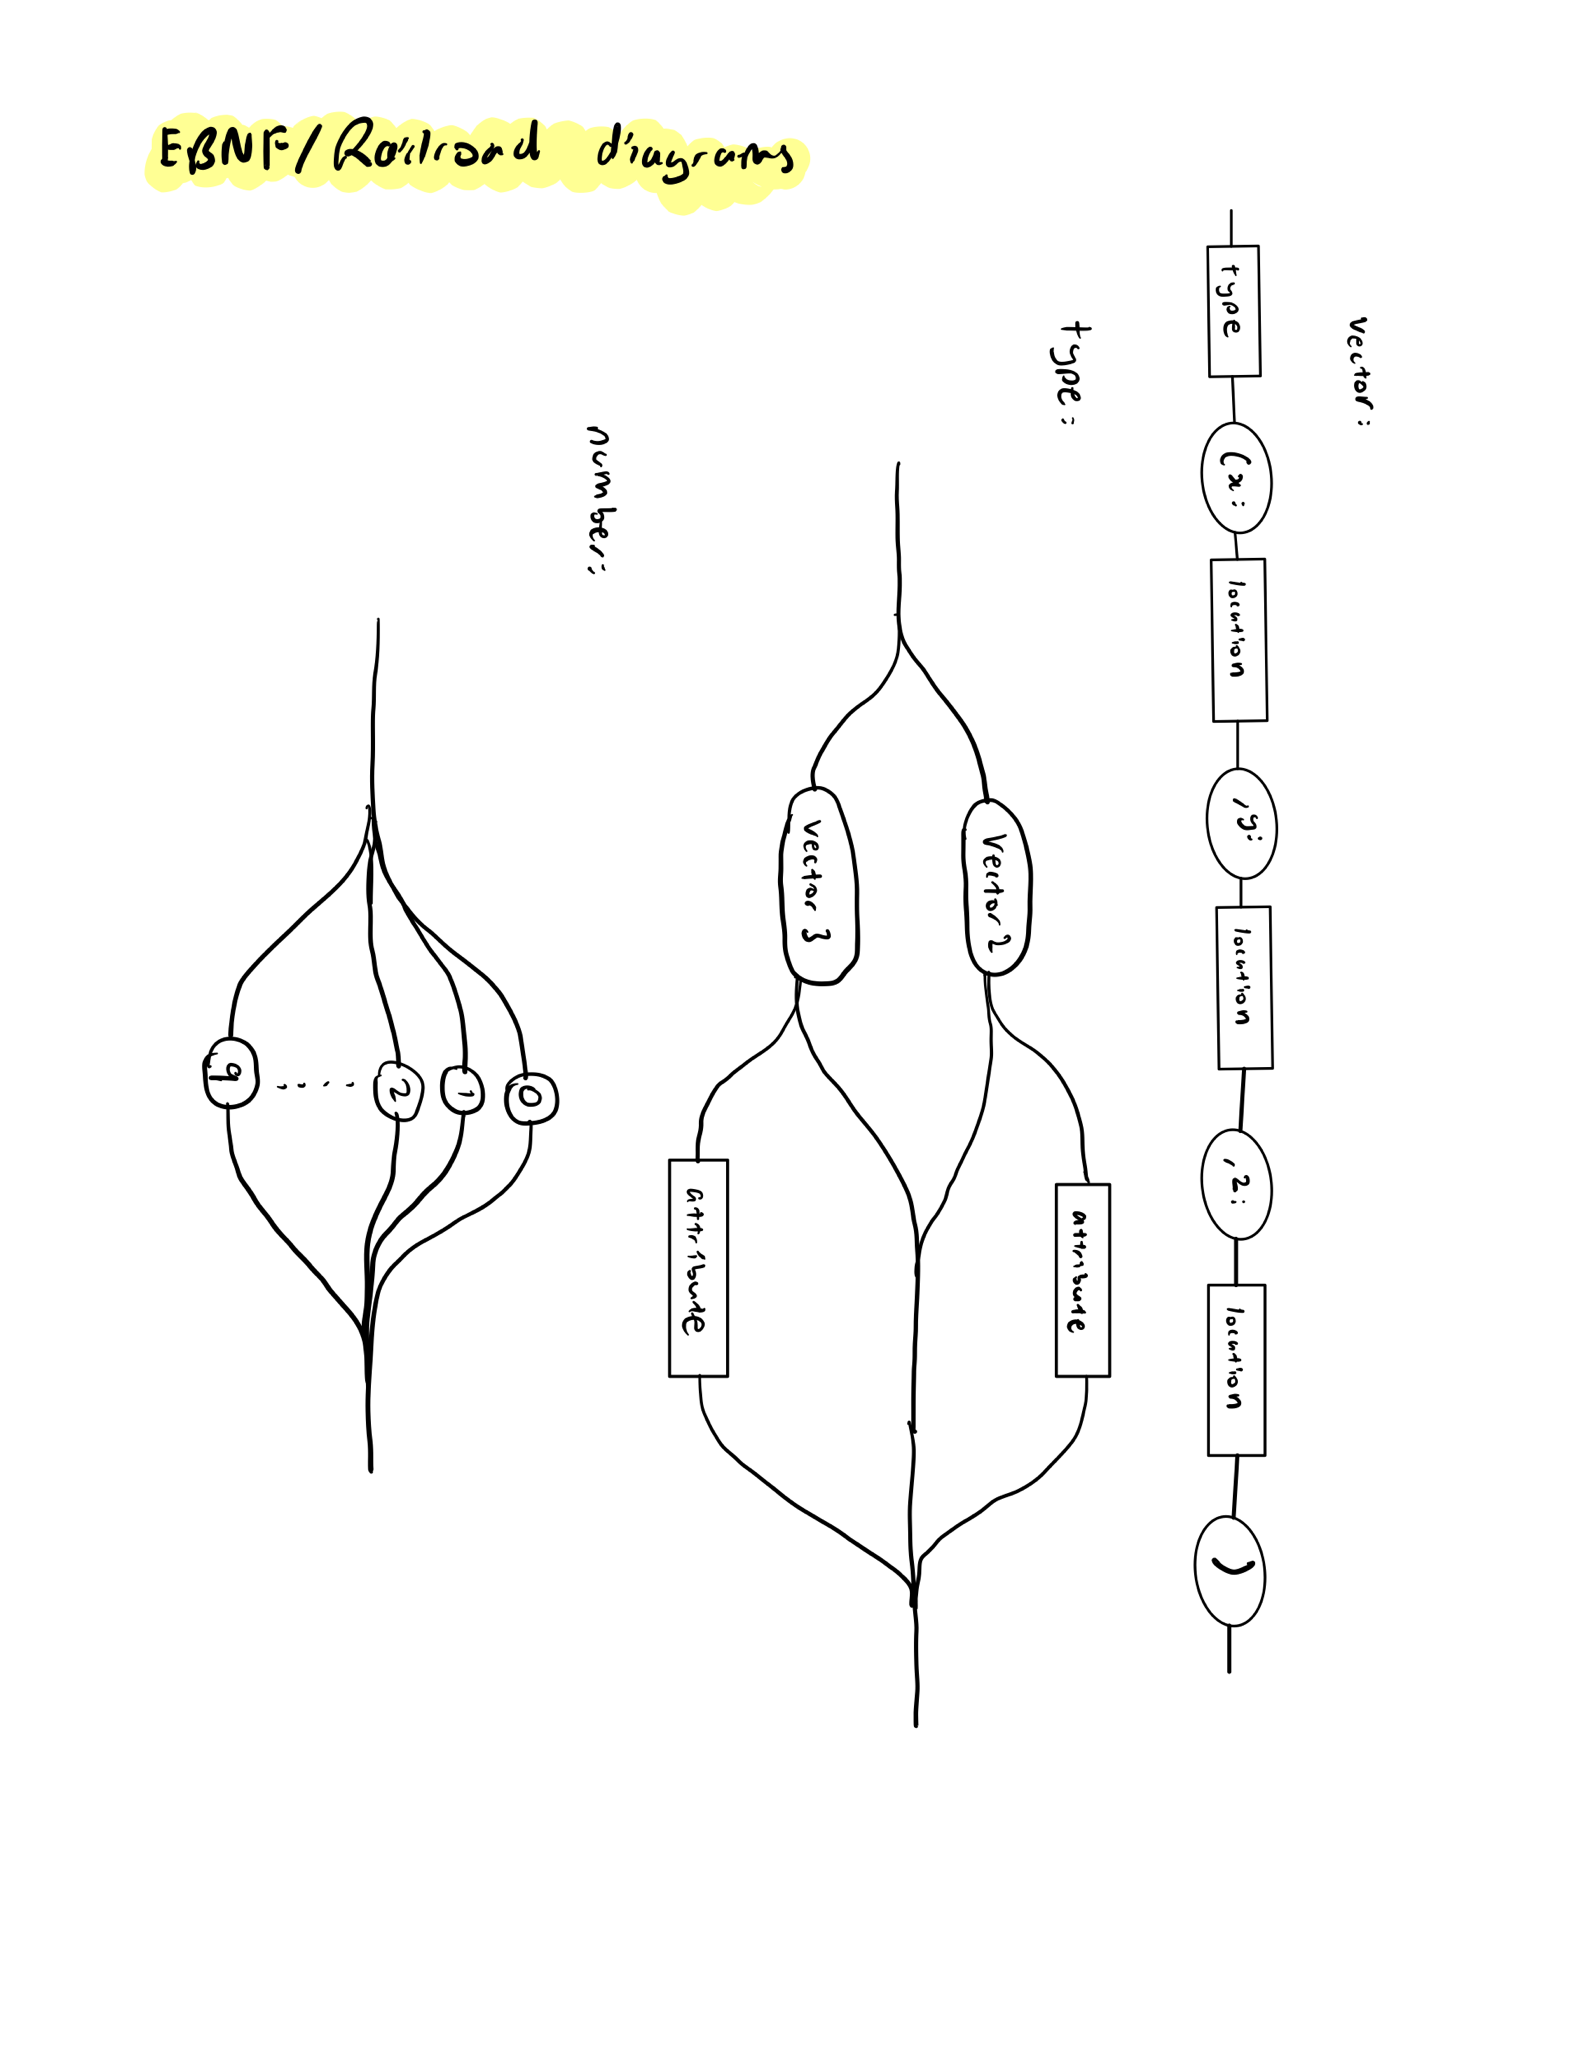 EBNF/Railroad diagrams
vector:
type
(x:
location
,y:
location
,2:
location
)
type:
Vector 2
attribute
Vector 3
attribute
number:
0
1
2
.....
9